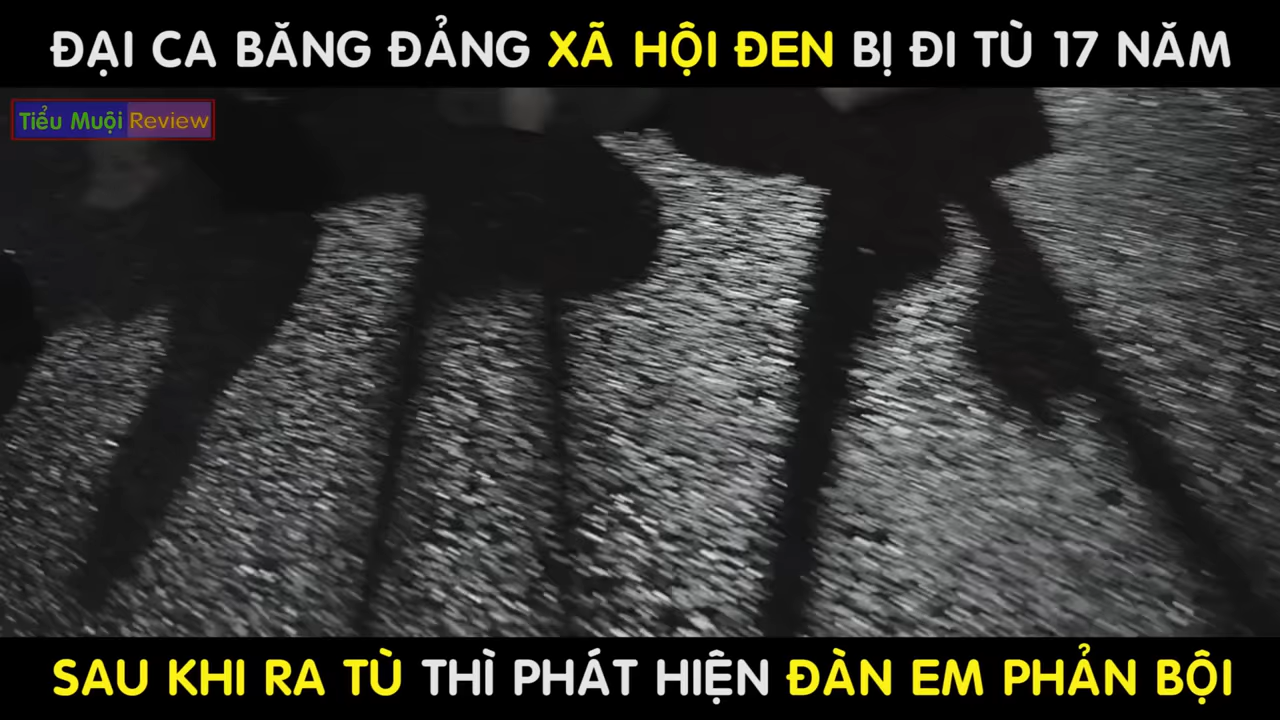 ĐẠI CA BĂNG ĐẢNG XÃ HỘI ĐEN BỊ ĐI TÙ 17 NĂM
Tiểu Muội Review
SAU KHI RA TÙ THÌ PHÁT HIỆN ĐÀN EM PHẢN BỘI